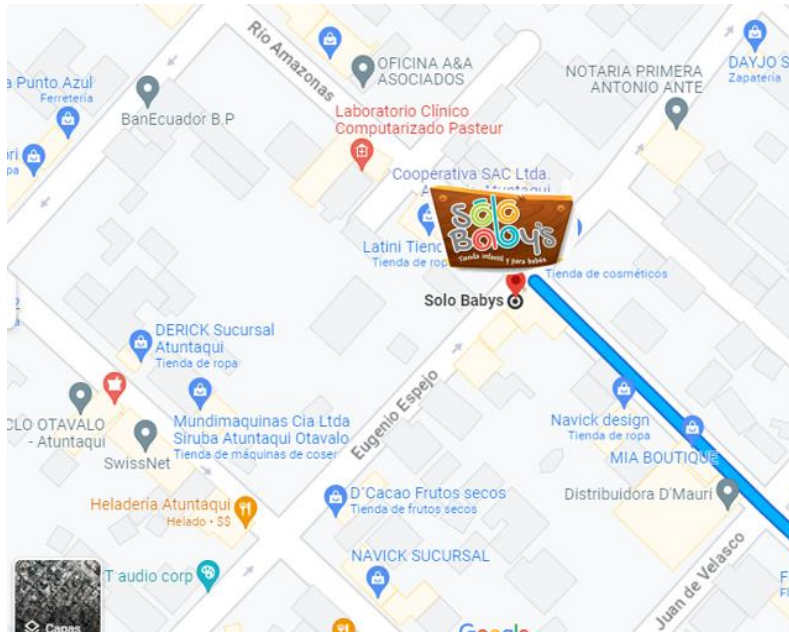 Rio Amazonas
OFICINA A&A
ASOCIADOS
DAYJO S
Zapatería
NOTARIA PRIMERA
ANTONIO ANTE
a Punto Azul
Ferretería
BanEcuador B.P
Laboratorio Clínico
Computarizado Pasteur
Cooperativa SAC Ltda.
Sólo
Baby's
Tienda infantil y para bebés
Latini Tien
Tienda de rop
Tienda de cosméticos
Solo Babys
DERICK Sucursal
Atuntaqui
Tienda de ropa
Eugenio Espejo
CLO OTAVALO
- Atuntaqui
Mundimaquinas Cia Ltda
Siruba Atuntaqui Otavalo
Tienda de máquinas de coser
Navick design
Tienda de ropa
MIA BOUTIQUE
SwissNet
Heladería Atuntaqui
Helado • $$
D´Cacao Frutos secos
Tienda de frutos secos
Distribuidora D'Mauri
NAVICK SUCURSAL
Juan de Velasco
T audio corp
Capas
Google